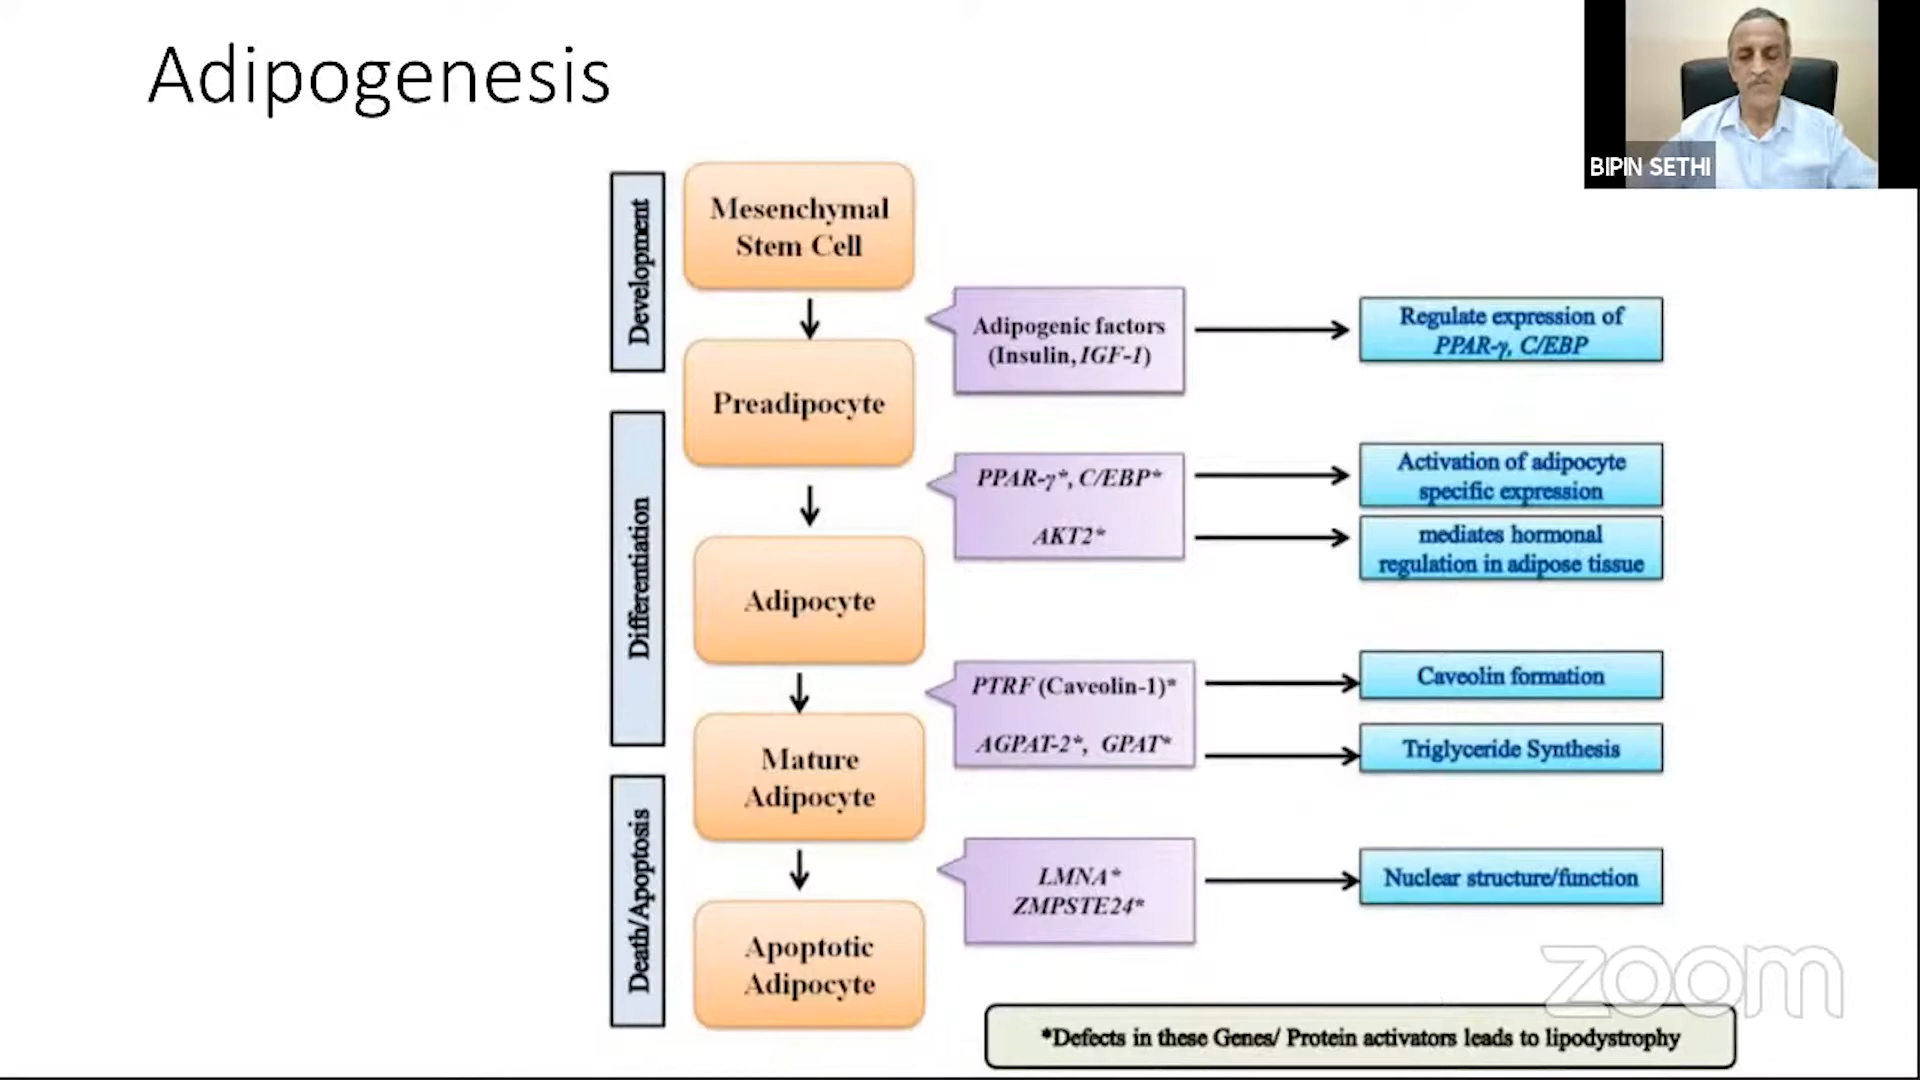 Adipogenesis
BIPIN SETHI
Development
Mesenchymal
Stem Cell
Adipogenic factors
(Insulin, IGF-1)
Regulate expression of
PPAR-γ, C/EBP
Preadipocyte
Differentiation
PPAR-γ*, C/EBP*
AKT2*
Activation of adipocyte
specific expression
mediates hormonal
regulation in adipose tissue
Adipocyte
PTRF (Caveolin-1)*
AGPAT-2*, GPAT*
Caveolin formation
Triglyceride Synthesis
Mature
Adipocyte
Death/Apoptosis
LMNA*
ZMPSTE24*
Nuclear structure/function
Apoptotic
Adipocyte
zoom
*Defects in these Genes/ Protein activators leads to lipodystrophy